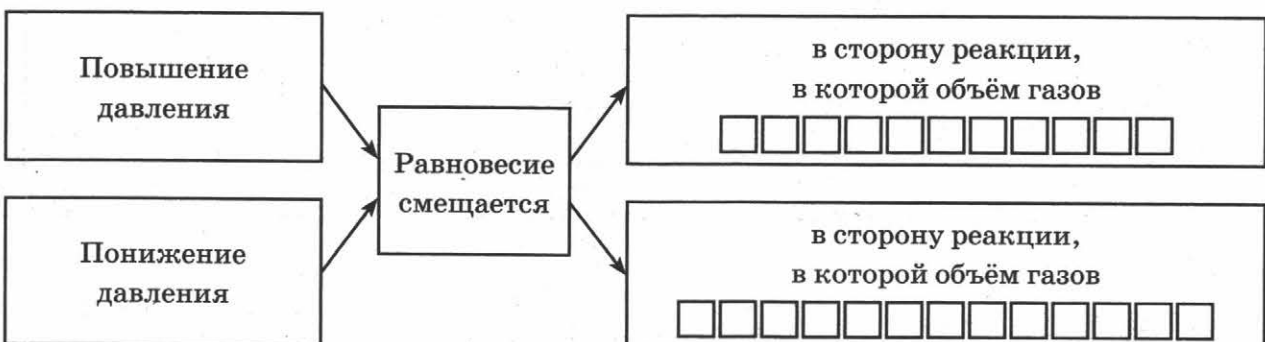 Повышение
давления
Равновесие
смещается
Понижение
давления
в сторону реакции,
в которой объём газов
в сторону реакции,
в которой объём газов